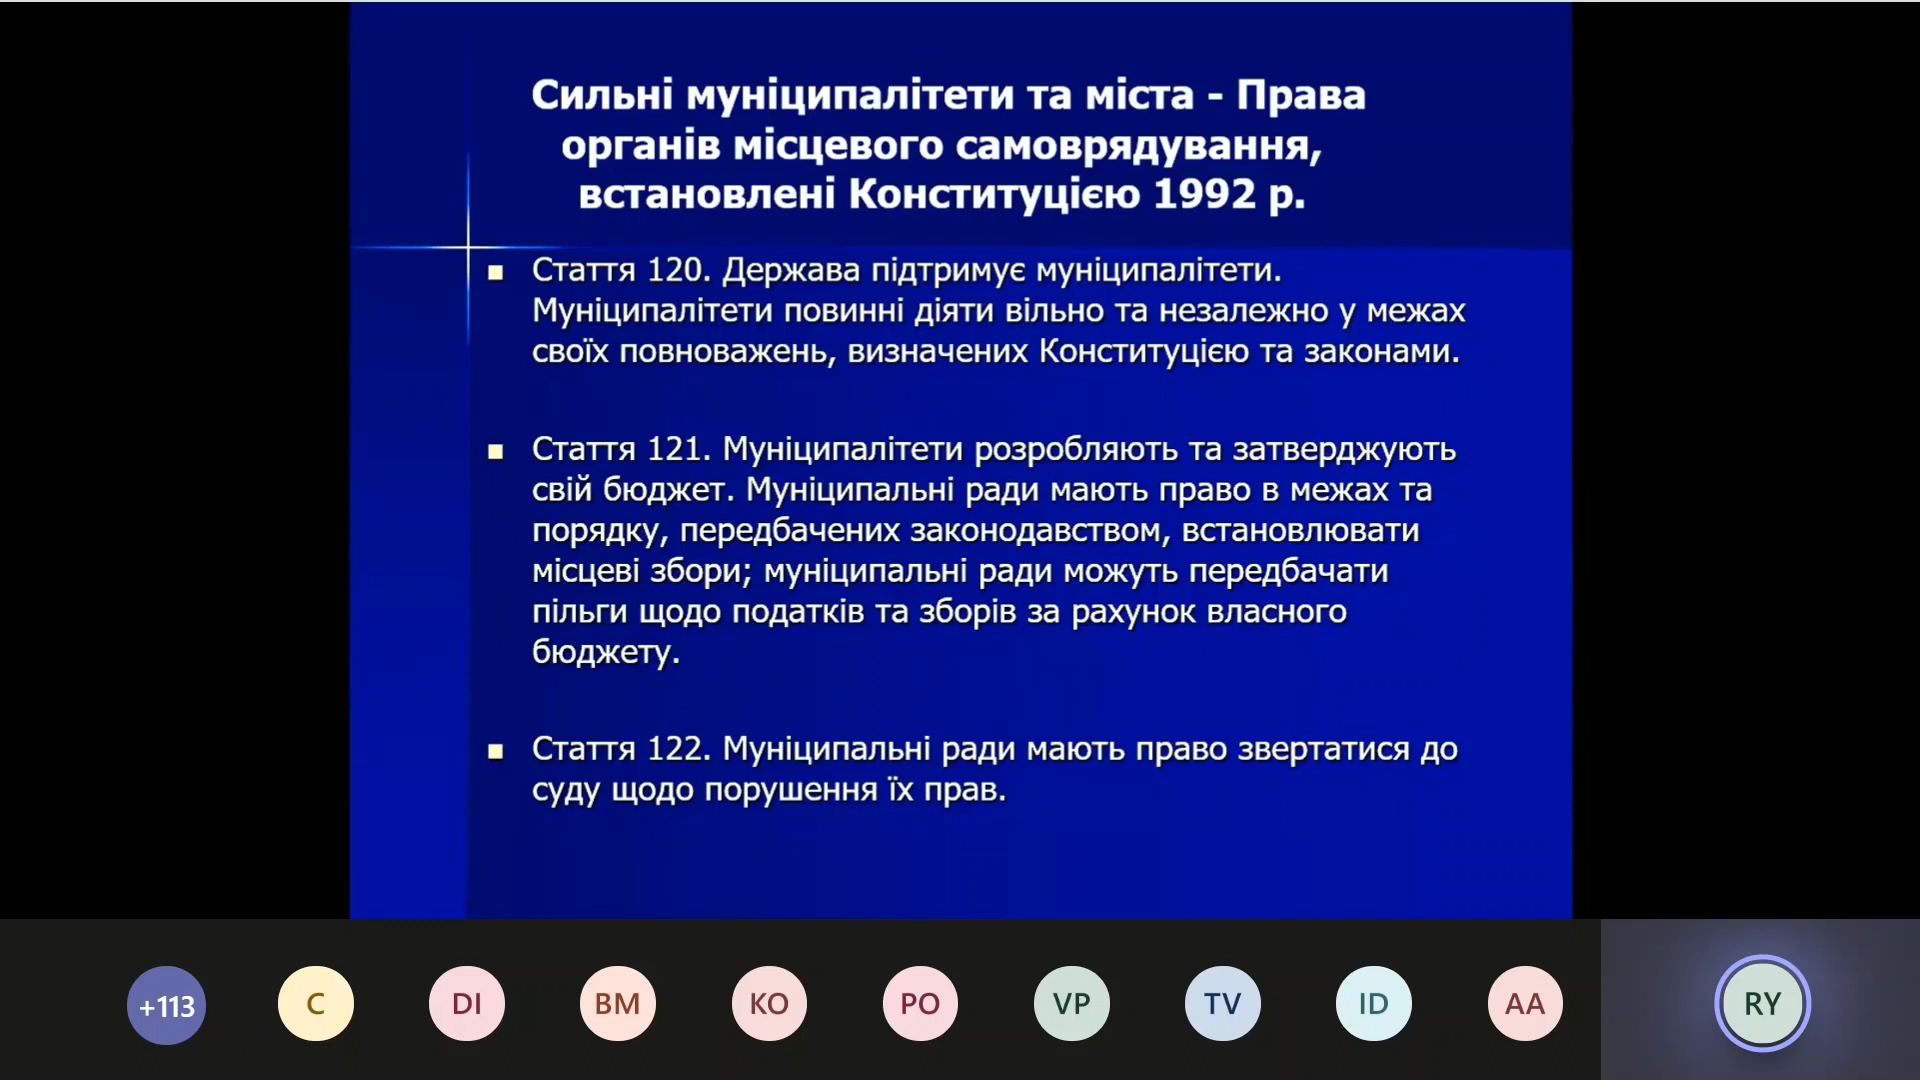 Сильні муніципалітети та міста - Права
органів місцевого самоврядування,
встановлені Конституцією 1992 р.
Стаття 120. Держава підтримує муніципалітети.
Муніципалітети повинні діяти вільно та незалежно у межах
своїх повноважень, визначених Конституцією та законами.
Стаття 121. Муніципалітети розробляють та затверджують
свій бюджет. Муніципальні ради мають право в межах та
порядку, передбачених законодавством, встановлювати
місцеві збори; муніципальні ради можуть передбачати
пільги щодо податків та зборів за рахунок власного
бюджету.
Стаття 122. Муніципальні ради мають право звертатися до
суду щодо порушення їх прав.
+113 C DI BM KO PO VP TV ID AA RY